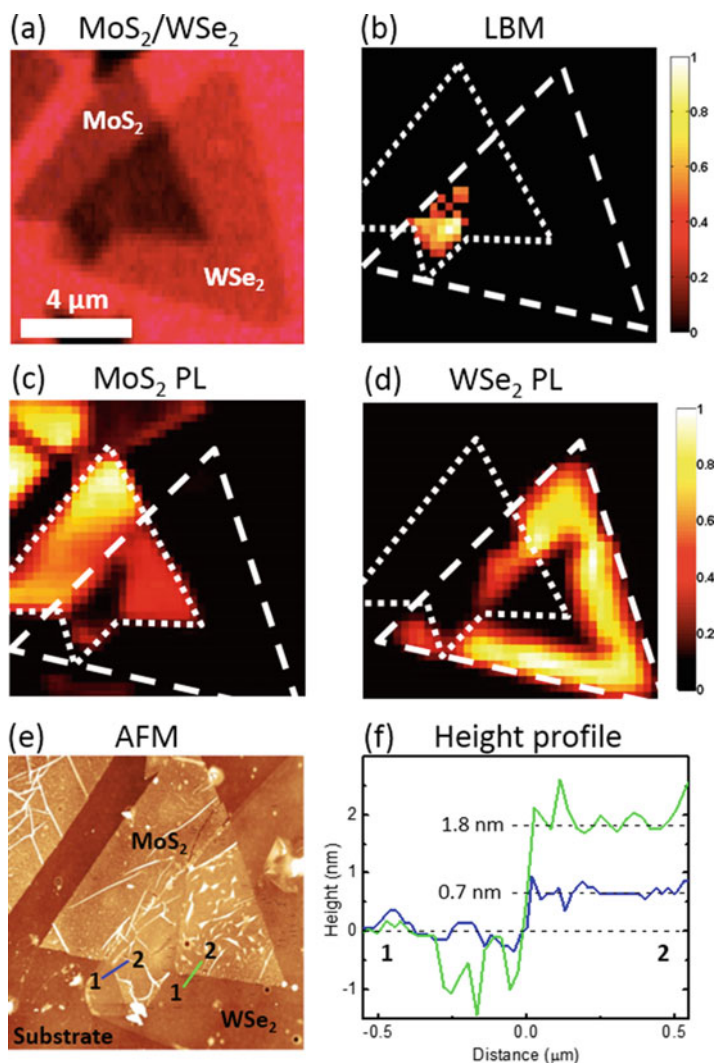 (a) MoS₂/WSe₂
MoS₂
WSe₂
4 μm
(b) LBM
1
0.8
0.6
0.4
0.2
0
(c) MoS₂ PL
(d) WSe₂ PL
1
0.8
0.6
0.4
0.2
0
(e) AFM
MoS₂
2
1
2
1
WSe₂
Substrate
(f) Height profile
Height (nm)
2
1
0
-1
1.8 nm
0.7 nm
1
2
-0.5
0.0
0.5
Distance (μm)